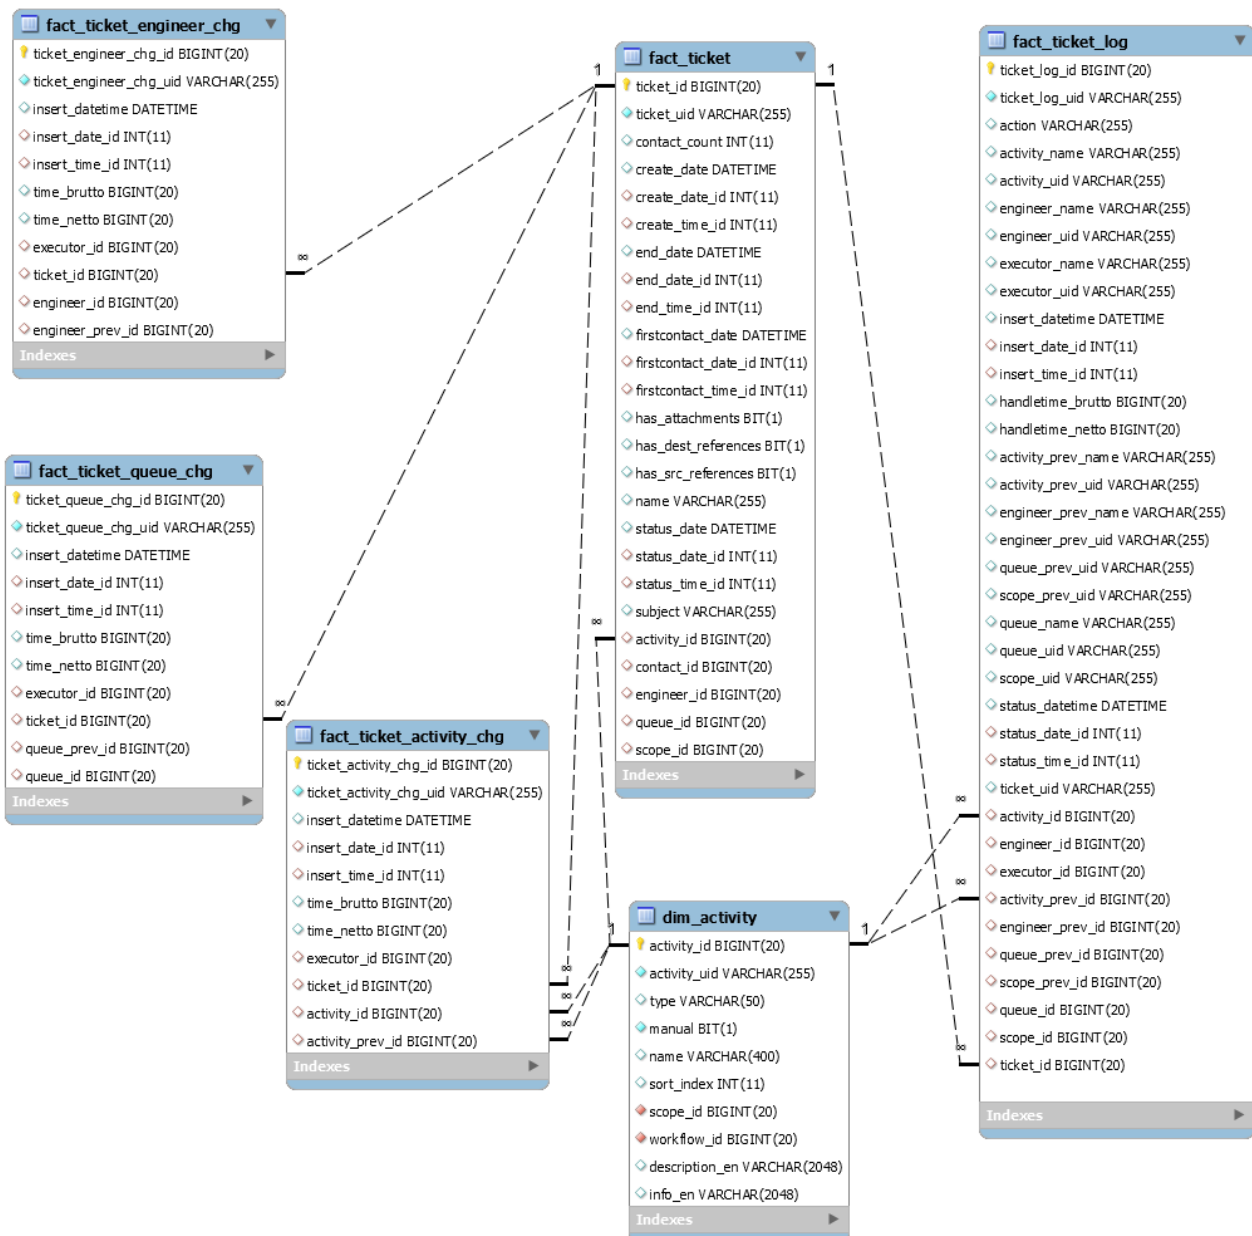 fact_ticket_engineer_chg
ticket_engineer_chg_id BIGINT(20)
ticket_engineer_chg_uid VARCHAR(255)
insert_datetime DATETIME
insert_date_id INT(11)
insert_time_id INT(11)
time_brutto BIGINT(20)
time_netto BIGINT(20)
executor_id BIGINT(20)
ticket_id BIGINT(20)
engineer_id BIGINT(20)
engineer_prev_id BIGINT(20)
Indexes
∞
fact_ticket_queue_chg
ticket_queue_chg_id BIGINT(20)
ticket_queue_chg_uid VARCHAR(255)
insert_datetime DATETIME
insert_date_id INT(11)
insert_time_id INT(11)
time_brutto BIGINT(20)
time_netto BIGINT(20)
executor_id BIGINT(20)
ticket_id BIGINT(20)
queue_prev_id BIGINT(20)
queue_id BIGINT(20)
Indexes
∞
fact_ticket_activity_chg
ticket_activity_chg_id BIGINT(20)
ticket_activity_chg_uid VARCHAR(255)
insert_datetime DATETIME
insert_date_id INT(11)
insert_time_id INT(11)
time_brutto BIGINT(20)
time_netto BIGINT(20)
executor_id BIGINT(20)
ticket_id BIGINT(20)
activity_id BIGINT(20)
activity_prev_id BIGINT(20)
Indexes
∞
∞
∞
1
fact_ticket
1
ticket_id BIGINT(20)
ticket_uid VARCHAR(255)
contact_count INT(11)
create_date DATETIME
create_date_id INT(11)
create_time_id INT(11)
end_date DATETIME
end_date_id INT(11)
end_time_id INT(11)
firstcontact_date DATETIME
firstcontact_date_id INT(11)
firstcontact_time_id INT(11)
has_attachments BIT(1)
has_dest_references BIT(1)
has_src_references BIT(1)
name VARCHAR(255)
status_date DATETIME
status_date_id INT(11)
status_time_id INT(11)
subject VARCHAR(255)
∞
activity_id BIGINT(20)
contact_id BIGINT(20)
engineer_id BIGINT(20)
queue_id BIGINT(20)
scope_id BIGINT(20)
Indexes
dim_activity
1
1
activity_id BIGINT(20)
activity_uid VARCHAR(255)
type VARCHAR(50)
manual BIT(1)
name VARCHAR(400)
sort_index INT(11)
scope_id BIGINT(20)
workflow_id BIGINT(20)
description_en VARCHAR(2048)
info_en VARCHAR(2048)
Indexes
fact_ticket_log
ticket_log_id BIGINT(20)
ticket_log_uid VARCHAR(255)
action VARCHAR(255)
activity_name VARCHAR(255)
activity_uid VARCHAR(255)
engineer_name VARCHAR(255)
engineer_uid VARCHAR(255)
executor_name VARCHAR(255)
executor_uid VARCHAR(255)
insert_datetime DATETIME
insert_date_id INT(11)
insert_time_id INT(11)
handletime_brutto BIGINT(20)
handletime_netto BIGINT(20)
activity_prev_name VARCHAR(255)
activity_prev_uid VARCHAR(255)
engineer_prev_name VARCHAR(255)
engineer_prev_uid VARCHAR(255)
queue_prev_uid VARCHAR(255)
scope_prev_uid VARCHAR(255)
queue_name VARCHAR(255)
queue_uid VARCHAR(255)
scope_uid VARCHAR(255)
status_datetime DATETIME
status_date_id INT(11)
status_time_id INT(11)
ticket_uid VARCHAR(255)
∞
activity_id BIGINT(20)
engineer_id BIGINT(20)
executor_id BIGINT(20)
∞
activity_prev_id BIGINT(20)
engineer_prev_id BIGINT(20)
queue_prev_id BIGINT(20)
scope_prev_id BIGINT(20)
queue_id BIGINT(20)
scope_id BIGINT(20)
∞
ticket_id BIGINT(20)
Indexes